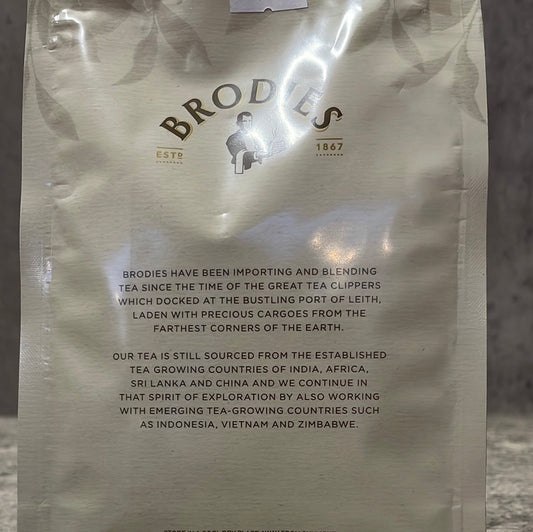 BRODIES
ESTD 1867
BRODIES HAVE BEEN IMPORTING AND BLENDING
TEA SINCE THE TIME OF THE GREAT TEA CLIPPERS
WHICH DOCKED AT THE BUSTLING PORT OF LEITH,
LADEN WITH PRECIOUS CARGOES FROM THE
FARTHEST CORNERS OF THE EARTH.
OUR TEA IS STILL SOURCED FROM THE ESTABLISHED
TEA GROWING COUNTRIES OF INDIA, AFRICA,
SRI LANKA AND CHINA AND WE CONTINUE IN
THAT SPIRIT OF EXPLORATION BY ALSO WORKING
WITH EMERGING TEA-GROWING COUNTRIES SUCH
AS INDONESIA, VIETNAM AND ZIMBABWE.